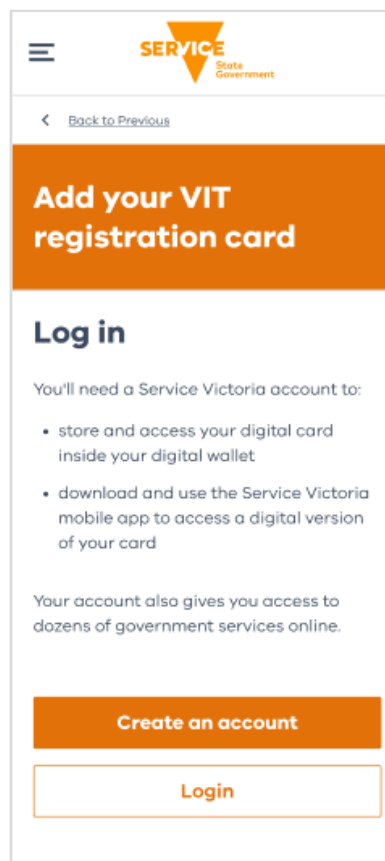 SERVICE
State
Government
Back to Previous
Add your VIT
registration card
Log in
You'll need a Service Victoria account to:
• store and access your digital card
inside your digital wallet
• download and use the Service Victoria
mobile app to access a digital version
of your card
Your account also gives you access to
dozens of government services online.
Create an account
Login